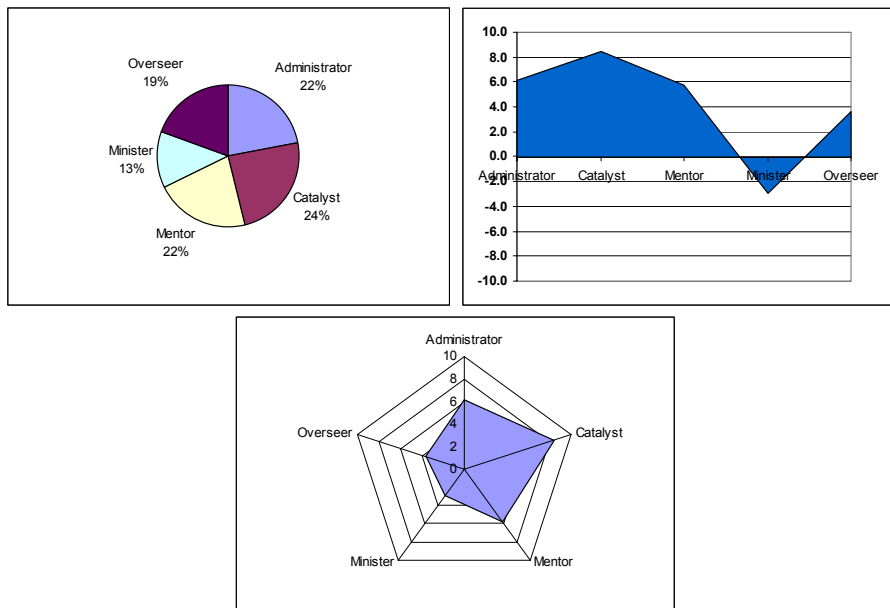 Overseer
19%
Administrator
22%
Minister
13%
Catalyst
24%
Mentor
22%
10.0
8.0
6.0
4.0
2.0
0.0
-2.0
-4.0
-6.0
-8.0
-10.0
Administrator Catalyst Mentor Minister Overseer
Administrator
10
8
6
4
2
0
Overseer
Catalyst
Minister
Mentor